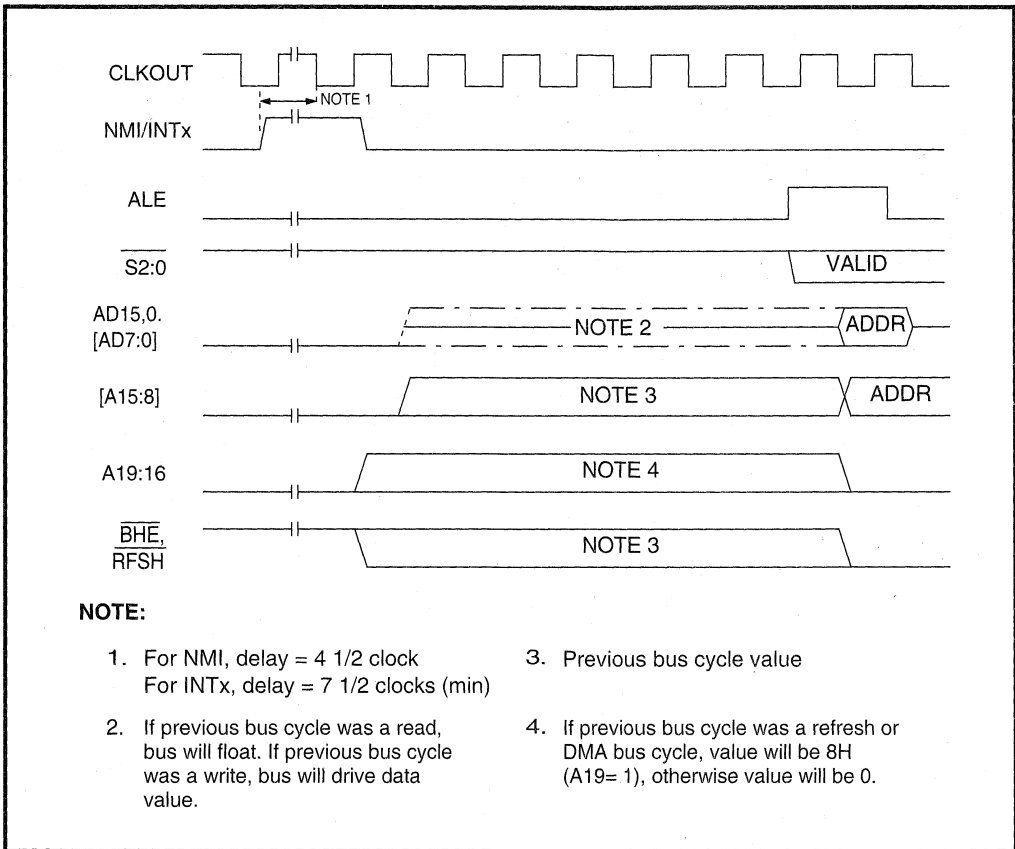 CLKOUT
NOTE 1
NMI/INTx
ALE
S2:0
VALID
AD15,0.
[AD7:0]
NOTE 2
ADDR
[A15:8]
NOTE 3
ADDR
A19:16
NOTE 4
BHE,
RFSH
NOTE 3
NOTE:
1. For NMI, delay = 4 1/2 clock
For INTx, delay = 7 1/2 clocks (min)
2. If previous bus cycle was a read,
bus will float. If previous bus cycle
was a write, bus will drive data
value.
3. Previous bus cycle value
4. If previous bus cycle was a refresh or
DMA bus cycle, value will be 8H
(A19= 1), otherwise value will be 0.